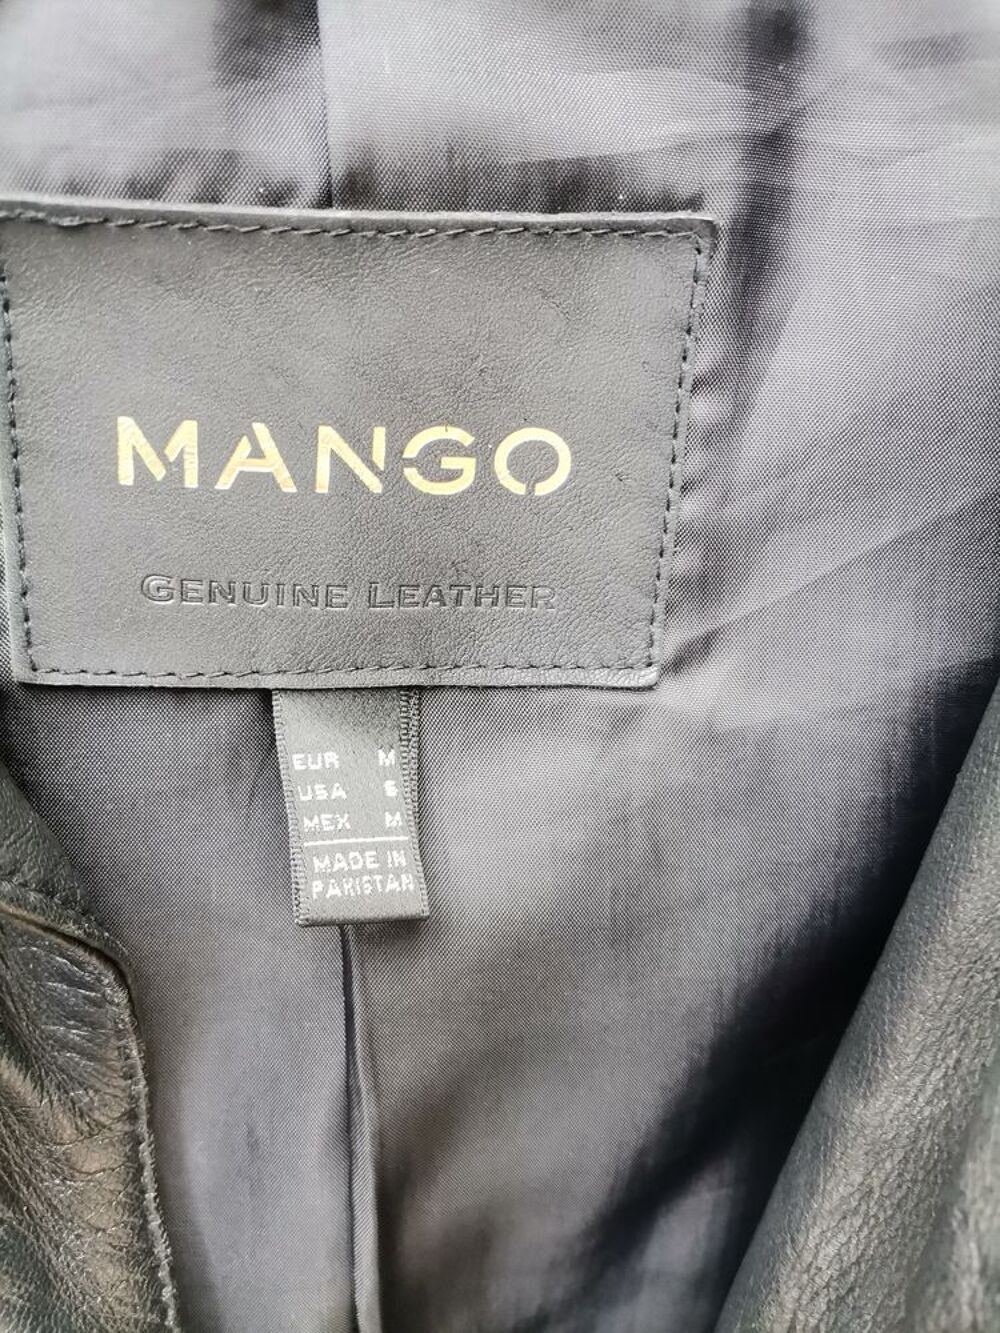 MANGO
GENUINE LEATHER
EUR M
USA S
MEX M
MADE IN
PAKISTAN